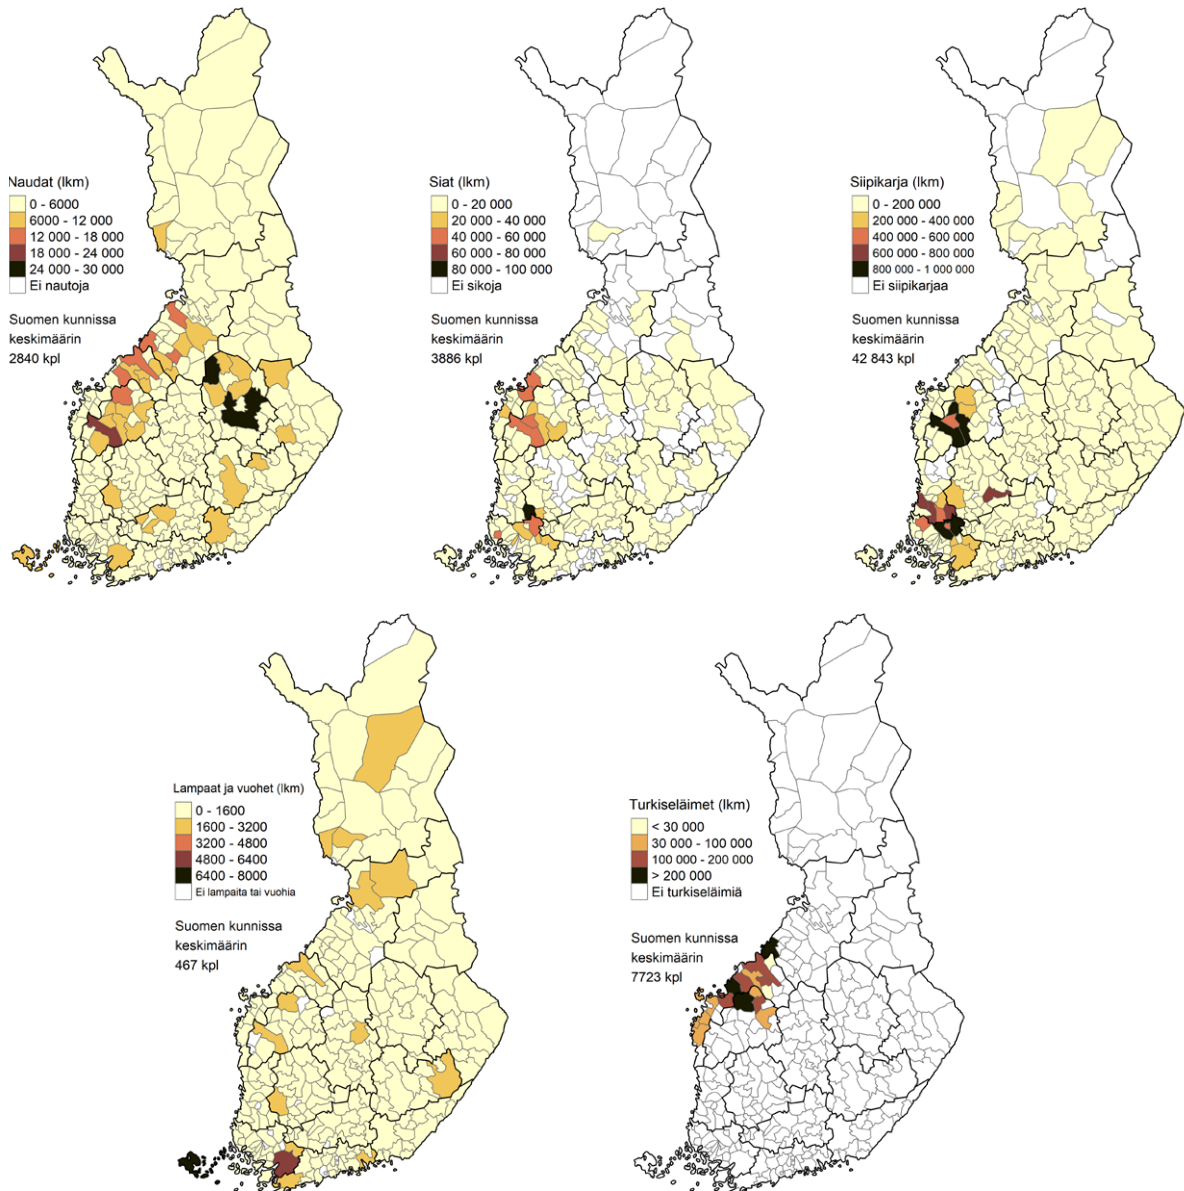 Naudat (lkm)
0 - 6000
6000 - 12 000
12 000 - 18 000
18 000 - 24 000
24 000 - 30 000
Ei nautoja
Suomen kunnissa
keskimäärin
2840 kpl
Siat (lkm)
0 - 20 000
20 000 - 40 000
40 000 - 60 000
60 000 - 80 000
80 000 - 100 000
Ei sikoja
Suomen kunnissa
keskimäärin
3886 kpl
Siipikarja (lkm)
0 - 200 000
200 000 - 400 000
400 000 - 600 000
600 000 - 800 000
800 000 - 1 000 000
Ei siipikarjaa
Suomen kunnissa
keskimäärin
42 843 kpl
Lampaat ja vuohet (lkm)
0 - 1600
1600 - 3200
3200 - 4800
4800 - 6400
6400 - 8000
Ei lampaita tai vuohia
Suomen kunnissa
keskimäärin
467 kpl
Turkiseläimet (lkm)
< 30 000
30 000 - 100 000
100 000 - 200 000
> 200 000
Ei turkiseläimiä
Suomen kunnissa
keskimäärin
7723 kpl